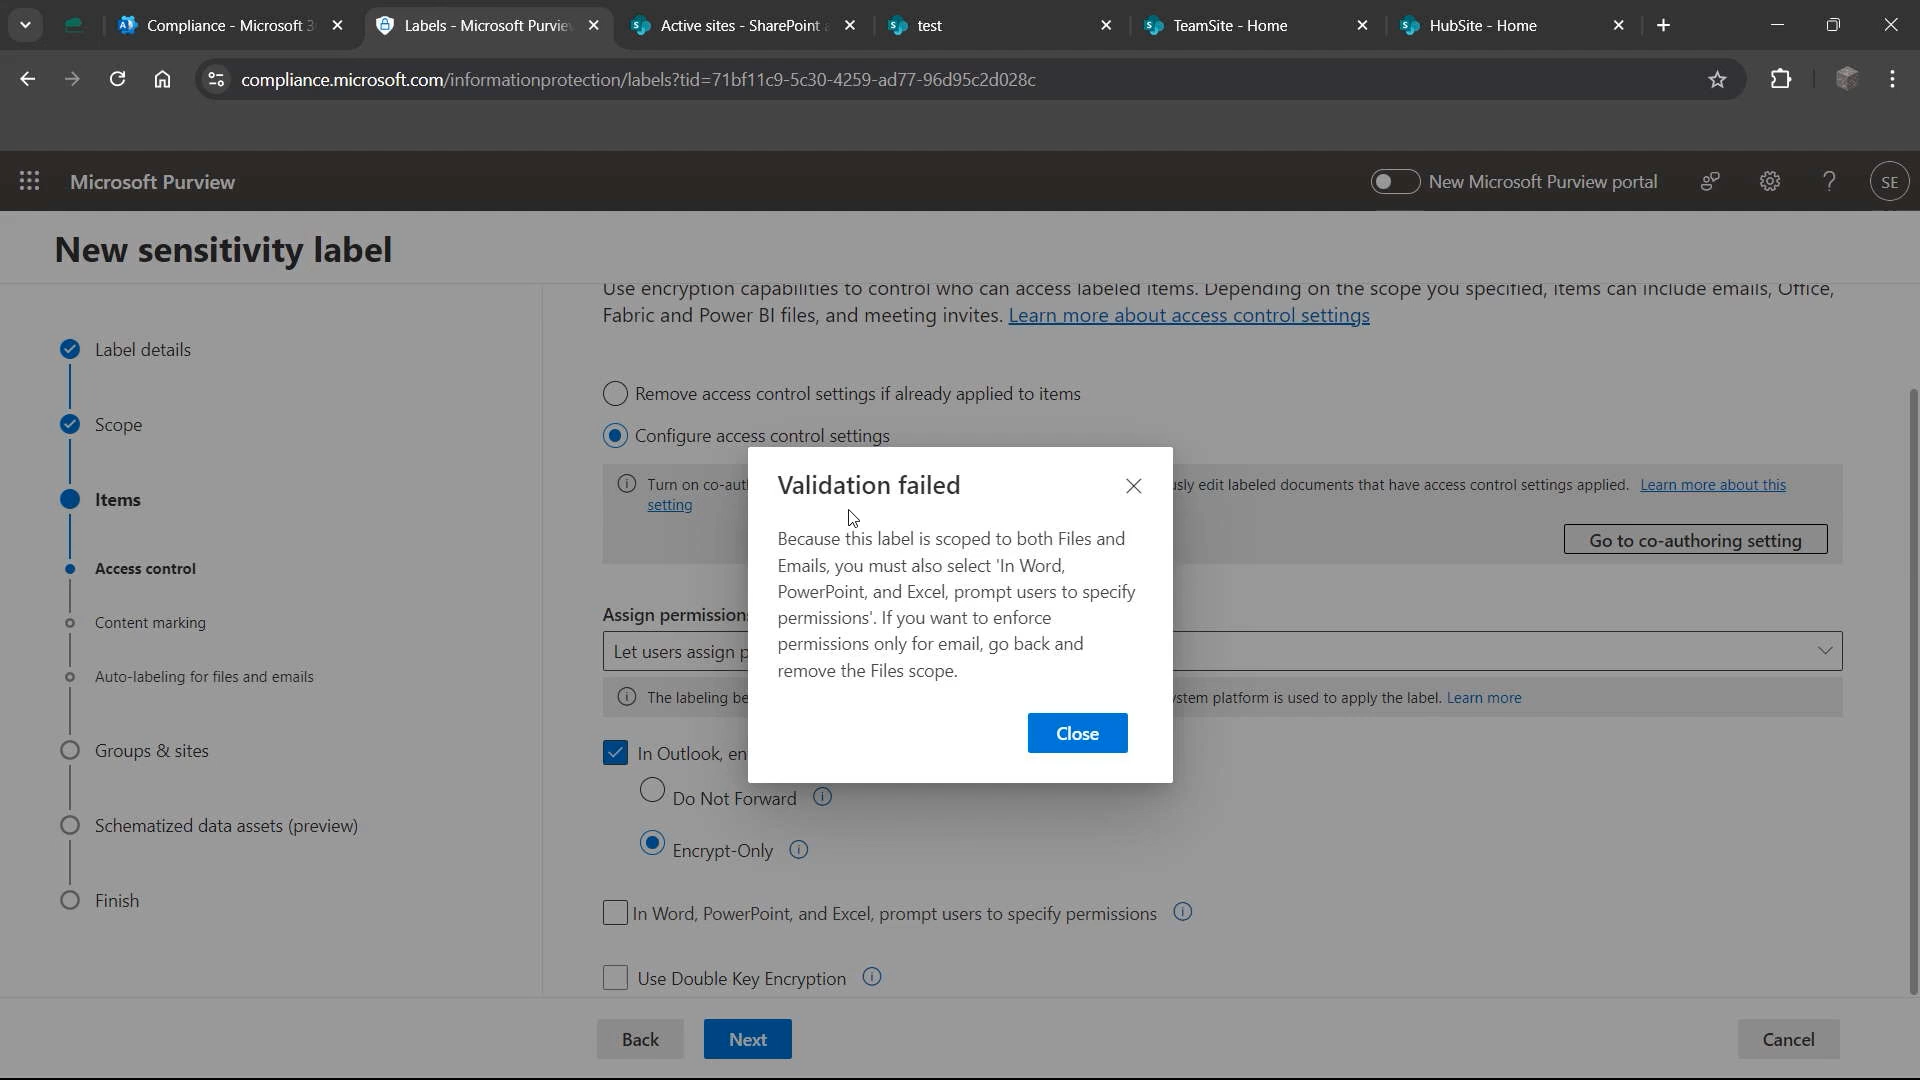 Compliance - Microsoft 3
Labels - Microsoft Purvie
Active sites - SharePoint a
test
TeamSite - Home
HubSite - Home
compliance.microsoft.com/informationprotection/labels?tid=71bf11c9-5c30-4259-ad77-96d95c2d028c
Microsoft Purview
New Microsoft Purview portal
SE
New sensitivity label
Label details
Scope
Items
Access control
Content marking
Auto-labeling for files and emails
Groups & sites
Schematized data assets (preview)
Finish
Use encryption capabilities to control who can access labeled items. Depending on the scope you specified, items can include emails, Office,
Fabric and Power BI files, and meeting invites. Learn more about access control settings
Remove access control settings if already applied to items
Configure access control settings
Turn on co-aut
sly edit labeled documents that have access control settings applied. Learn more about this
setting
Go to co-authoring setting
Assign permission
Let users assign p
The labeling be
stem platform is used to apply the label. Learn more
In Outlook, en
Do Not Forward
Encrypt-Only
In Word, PowerPoint, and Excel, prompt users to specify permissions
Use Double Key Encryption
Validation failed
Because this label is scoped to both Files and
Emails, you must also select 'In Word,
PowerPoint, and Excel, prompt users to specify
permissions'. If you want to enforce
permissions only for email, go back and
remove the Files scope.
Close
Back
Next
Cancel